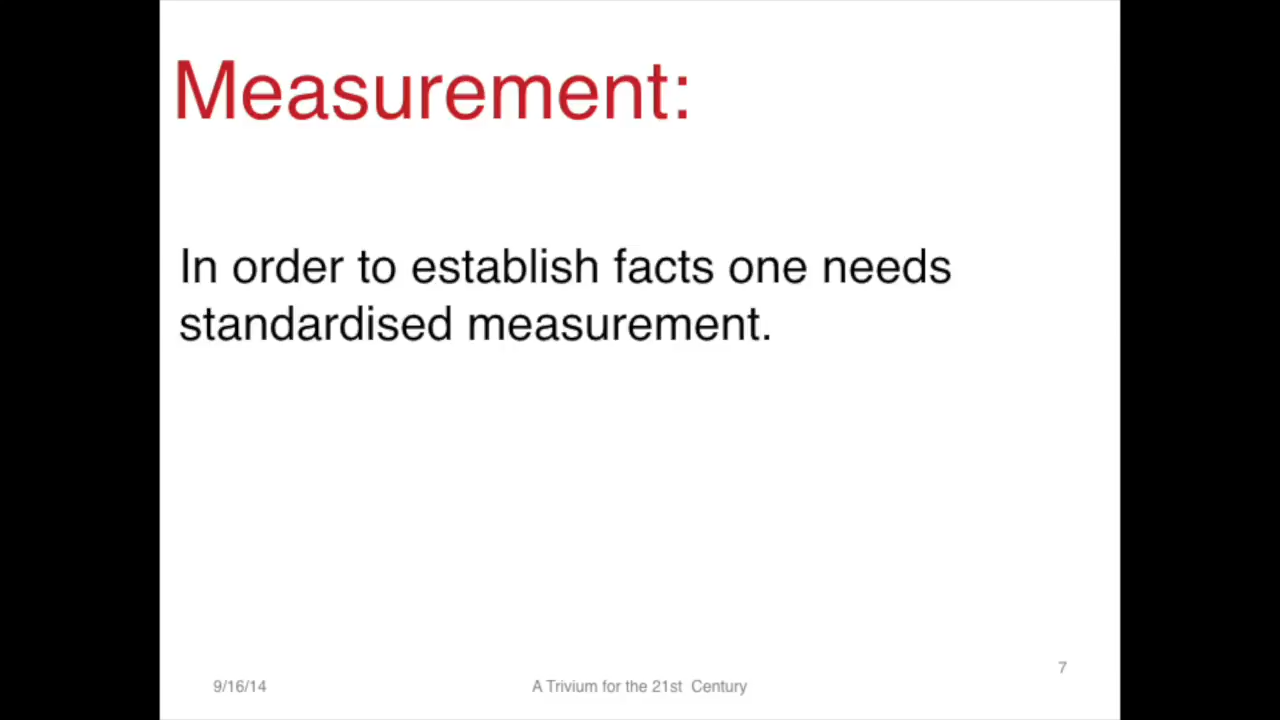 Measurement:
In order to establish facts one needs
standardised measurement.
7
9/16/14
A Trivium for the 21st  Century